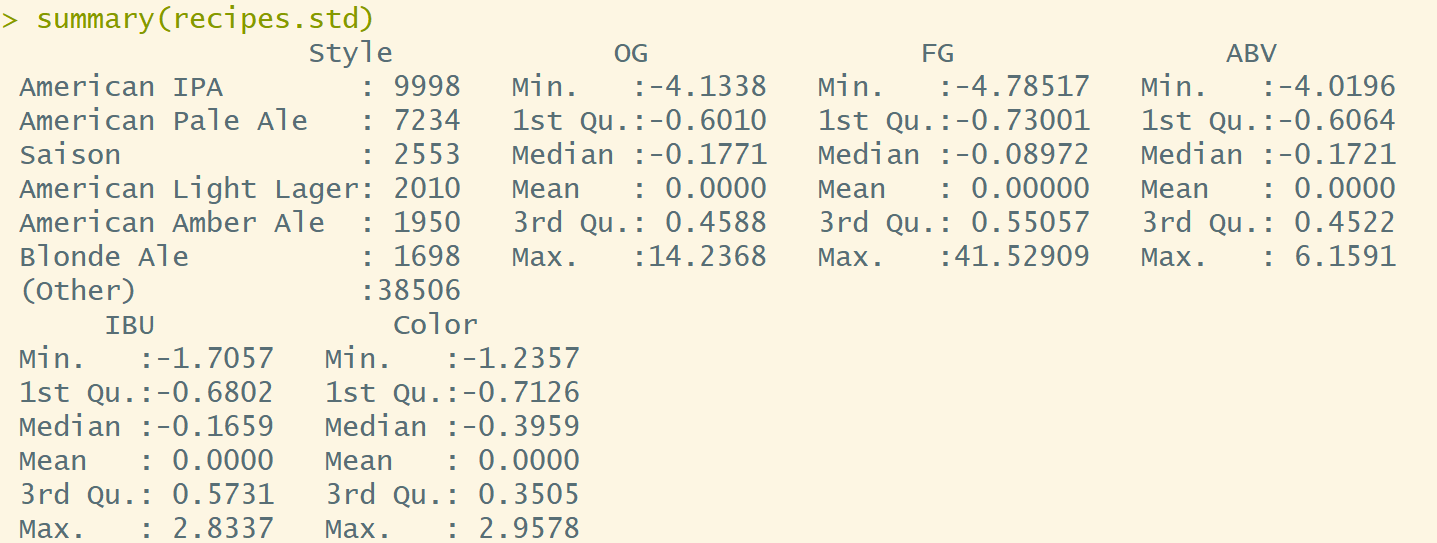 > summary(recipes.std)
                 Style             OG                FG                ABV
 American IPA        : 9998   Min.   :-4.1338   Min.   :-4.78517   Min.   :-4.0196
 American Pale Ale   : 7234   1st Qu.:-0.6010   1st Qu.:-0.73001   1st Qu.:-0.6064
 Saison              : 2553   Median :-0.1771   Median :-0.08972   Median :-0.1721
 American Light Lager: 2010   Mean   : 0.0000   Mean   : 0.00000   Mean   : 0.0000
 American Amber Ale  : 1950   3rd Qu.: 0.4588   3rd Qu.: 0.55057   3rd Qu.: 0.4522
 Blonde Ale          : 1698   Max.   :14.2368   Max.   :41.52909   Max.   : 6.1591
 (Other)             :38506
      IBU              Color
 Min.   :-1.7057   Min.   :-1.2357
 1st Qu.:-0.6802   1st Qu.:-0.7126
 Median :-0.1659   Median :-0.3959
 Mean   : 0.0000   Mean   : 0.0000
 3rd Qu.: 0.5731   3rd Qu.: 0.3505
 Max.   : 2.8337   Max.   : 2.9578